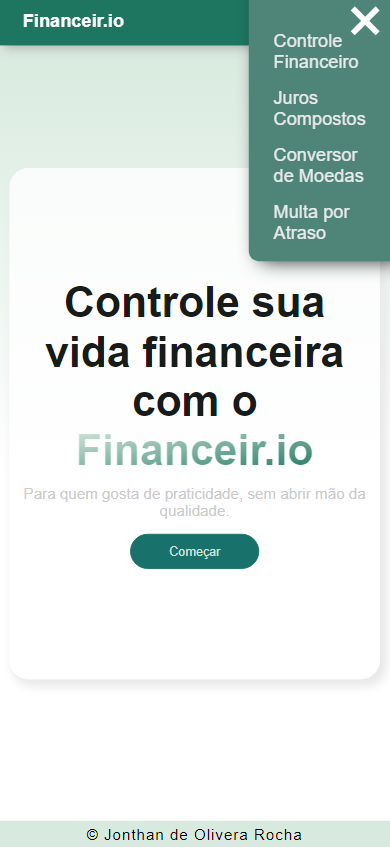 Financeir.io
Controle
Financeiro
Juros
Compostos
Conversor
de Moedas
Multa por
Atraso
Controle sua
vida financeira
com o
Financeir.io
Para quem gosta de praticidade, sem abrir mão da
qualidade.
Começar
© Jonthan de Olivera Rocha